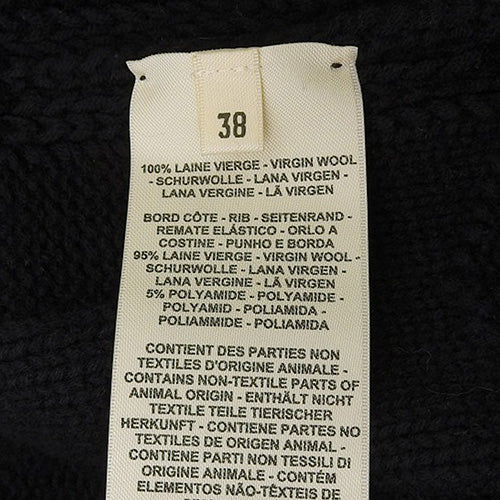 38
100% LAINE VIERGE - VIRGIN WOOL
- SCHURWOLLE - LANA VIRGEN -
LANA VERGINE - LÃ VIRGEN
BORD CÔTE - RIB - SEITENRAND -
REMATE ELÁSTICO - ORLO A
COSTINE - PUNHO E BORDA
95% LAINE VIERGE - VIRGIN WOOL -
SCHURWOLLE - LANA VIRGEN -
LANA VERGINE - LÃ VIRGEN
5% POLYAMIDE - POLYAMIDE -
POLYAMID - POLIAMIDA -
POLIAMMIDE - POLIAMIDA
CONTIENT DES PARTIES NON
TEXTILES D'ORIGINE ANIMALE -
CONTAINS NON-TEXTILE PARTS OF
ANIMAL ORIGIN - ENTHÄLT NICHT
TEXTILE TEILE TIERISCHER
HERKUNFT - CONTIENE PARTES NO
TEXTILES DE ORIGEN ANIMAL -
CONTIENE PARTI NON TESSILI DI
ORIGINE ANIMALE - CONTÉM
ELEMENTOS NÃO-TÊXTEIS DE